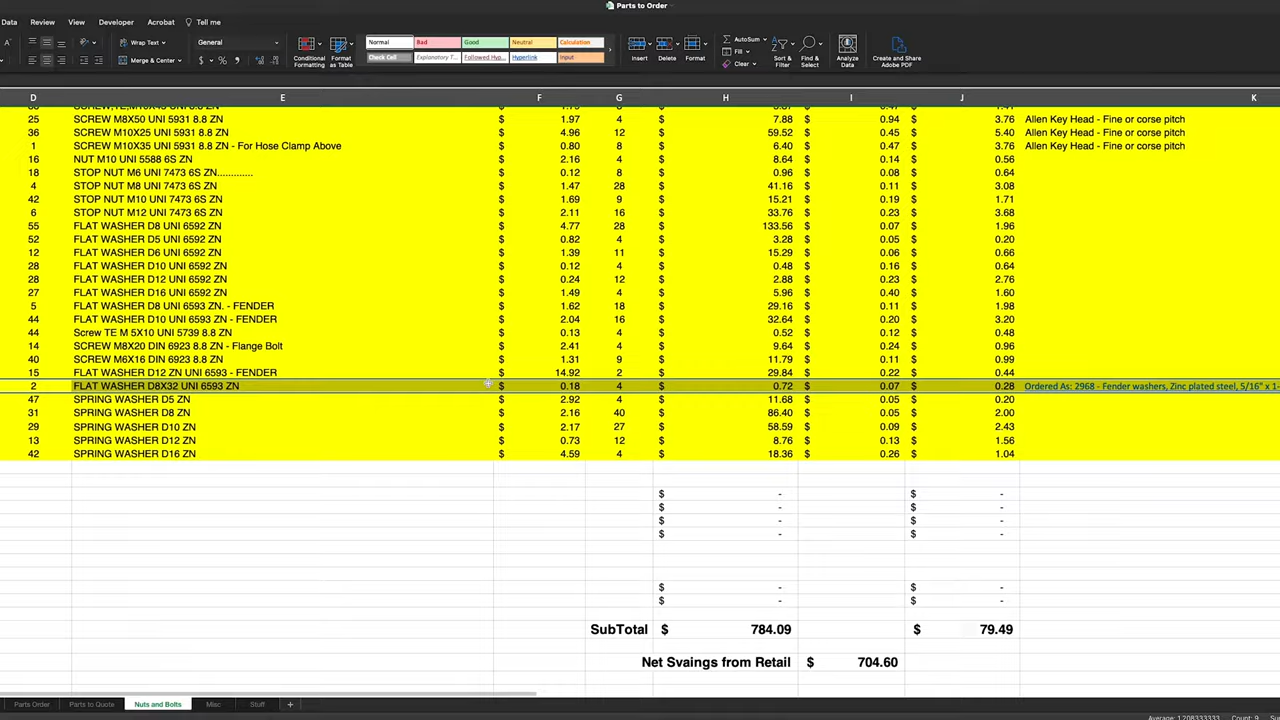 Parts to Order
Data Review View Developer Acrobat Tell me
Wrap Text General Normal Bad Good Neutral Calculation AutoSum
Fill
Merge & Center $ % Conditional Formatting Format as Table Check Cell Explanatory T... Followed Hyp... Hyperlink Input Insert Delete Format Clear Sort & Filter Find & Select Analyze Data Create and Share Adobe PDF
D E F G H I J K
25 SCREW M8X50 UNI 5931 8.8 ZN $ 1.97 4 $ 7.88 $ 0.94 $ 3.76 Allen Key Head - Fine or corse pitch
36 SCREW M10X25 UNI 5931 8.8 ZN $ 4.96 12 $ 59.52 $ 0.45 $ 5.40 Allen Key Head - Fine or corse pitch
1 SCREW M10X35 UNI 5931 8.8 ZN - For Hose Clamp Above $ 0.80 8 $ 6.40 $ 0.47 $ 3.76 Allen Key Head - Fine or corse pitch
16 NUT M10 UNI 5588 6S ZN $ 2.16 4 $ 8.64 $ 0.14 $ 0.56
18 STOP NUT M6 UNI 7473 6S ZN............. $ 0.12 8 $ 0.96 $ 0.08 $ 0.64
4 STOP NUT M8 UNI 7473 6S ZN $ 1.47 28 $ 41.16 $ 0.11 $ 3.08
42 STOP NUT M10 UNI 7473 6S ZN $ 1.69 9 $ 15.21 $ 0.19 $ 1.71
6 STOP NUT M12 UNI 7473 6S ZN $ 2.11 16 $ 33.76 $ 0.23 $ 3.68
55 FLAT WASHER D8 UNI 6592 ZN $ 4.77 28 $ 133.56 $ 0.07 $ 1.96
52 FLAT WASHER D5 UNI 6592 ZN $ 0.82 4 $ 3.28 $ 0.05 $ 0.20
12 FLAT WASHER D6 UNI 6592 ZN $ 1.39 11 $ 15.29 $ 0.06 $ 0.66
28 FLAT WASHER D10 UNI 6592 ZN $ 0.12 4 $ 0.48 $ 0.16 $ 0.64
28 FLAT WASHER D12 UNI 6592 ZN $ 0.24 12 $ 2.88 $ 0.23 $ 2.76
27 FLAT WASHER D16 UNI 6592 ZN $ 1.49 4 $ 5.96 $ 0.40 $ 1.60
5 FLAT WASHER D8 UNI 6593 ZN. - FENDER $ 1.62 18 $ 29.16 $ 0.11 $ 1.98
44 FLAT WASHER D10 UNI 6593 ZN - FENDER $ 2.04 16 $ 32.64 $ 0.20 $ 3.20
44 Screw TE M 5X10 UNI 5739 8.8 ZN $ 0.13 4 $ 0.52 $ 0.12 $ 0.48
14 SCREW M8X20 DIN 6923 8.8 ZN - Flange Bolt $ 2.41 4 $ 9.64 $ 0.24 $ 0.96
40 SCREW M6X16 DIN 6923 8.8 ZN $ 1.31 9 $ 11.79 $ 0.11 $ 0.99
15 FLAT WASHER D12 ZN UNI 6593 - FENDER $ 14.92 2 $ 29.84 $ 0.22 $ 0.44
2 FLAT WASHER D8X32 UNI 6593 ZN $ 0.18 4 $ 0.72 $ 0.07 $ 0.28 Ordered As: 2968 - Fender washers, Zinc plated steel, 5/16" x 1-
47 SPRING WASHER D5 ZN $ 2.92 4 $ 11.68 $ 0.05 $ 0.20
31 SPRING WASHER D8 ZN $ 2.16 40 $ 86.40 $ 0.05 $ 2.00
29 SPRING WASHER D10 ZN $ 2.17 27 $ 58.59 $ 0.09 $ 2.43
13 SPRING WASHER D12 ZN $ 0.73 12 $ 8.76 $ 0.13 $ 1.56
42 SPRING WASHER D16 ZN $ 4.59 4 $ 18.36 $ 0.26 $ 1.04
$ - $ -
$ - $ -
$ - $ -
$ - $ -
$ - $ -
$ - $ -
SubTotal $ 784.09 $ 79.49
Net Svaings from Retail $ 704.60
Parts Order Parts to Quote Nuts and Bolts Misc Stuff +
Average: 1.208333333 Count: 9